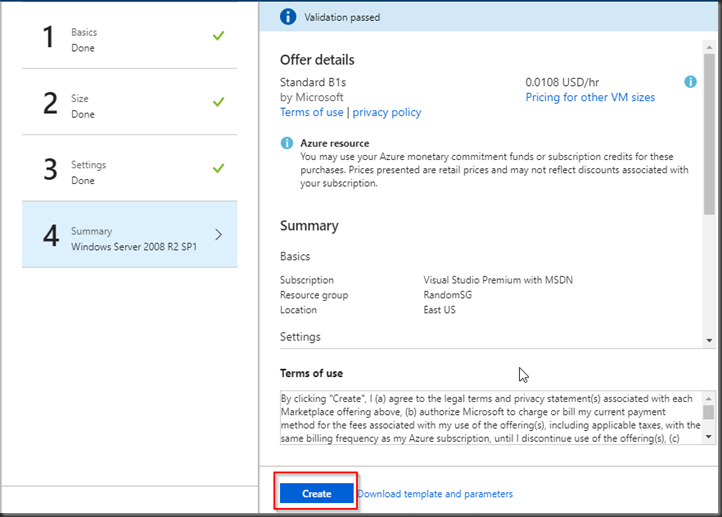 1
Basics
Done
2
Size
Done
3
Settings
Done
4
Summary
Windows Server 2008 R2 SP1
Validation passed
Offer details
Standard B1s
0.0108 USD/hr
by Microsoft
Pricing for other VM sizes
Terms of use | privacy policy
Azure resource
You may use your Azure monetary commitment funds or subscription credits for these
purchases. Prices presented are retail prices and may not reflect discounts associated with
your subscription.
Summary
Basics
Subscription Visual Studio Premium with MSDN
Resource group RandomSG
Location East US
Settings
Terms of use
By clicking "Create", I (a) agree to the legal terms and privacy statement(s) associated with each
Marketplace offering above, (b) authorize Microsoft to charge or bill my current payment
method for the fees associated with my use of the offering(s), including applicable taxes, with the
same billing frequency as my Azure subscription, until I discontinue use of the offering(s), (c)
Create
Download template and parameters